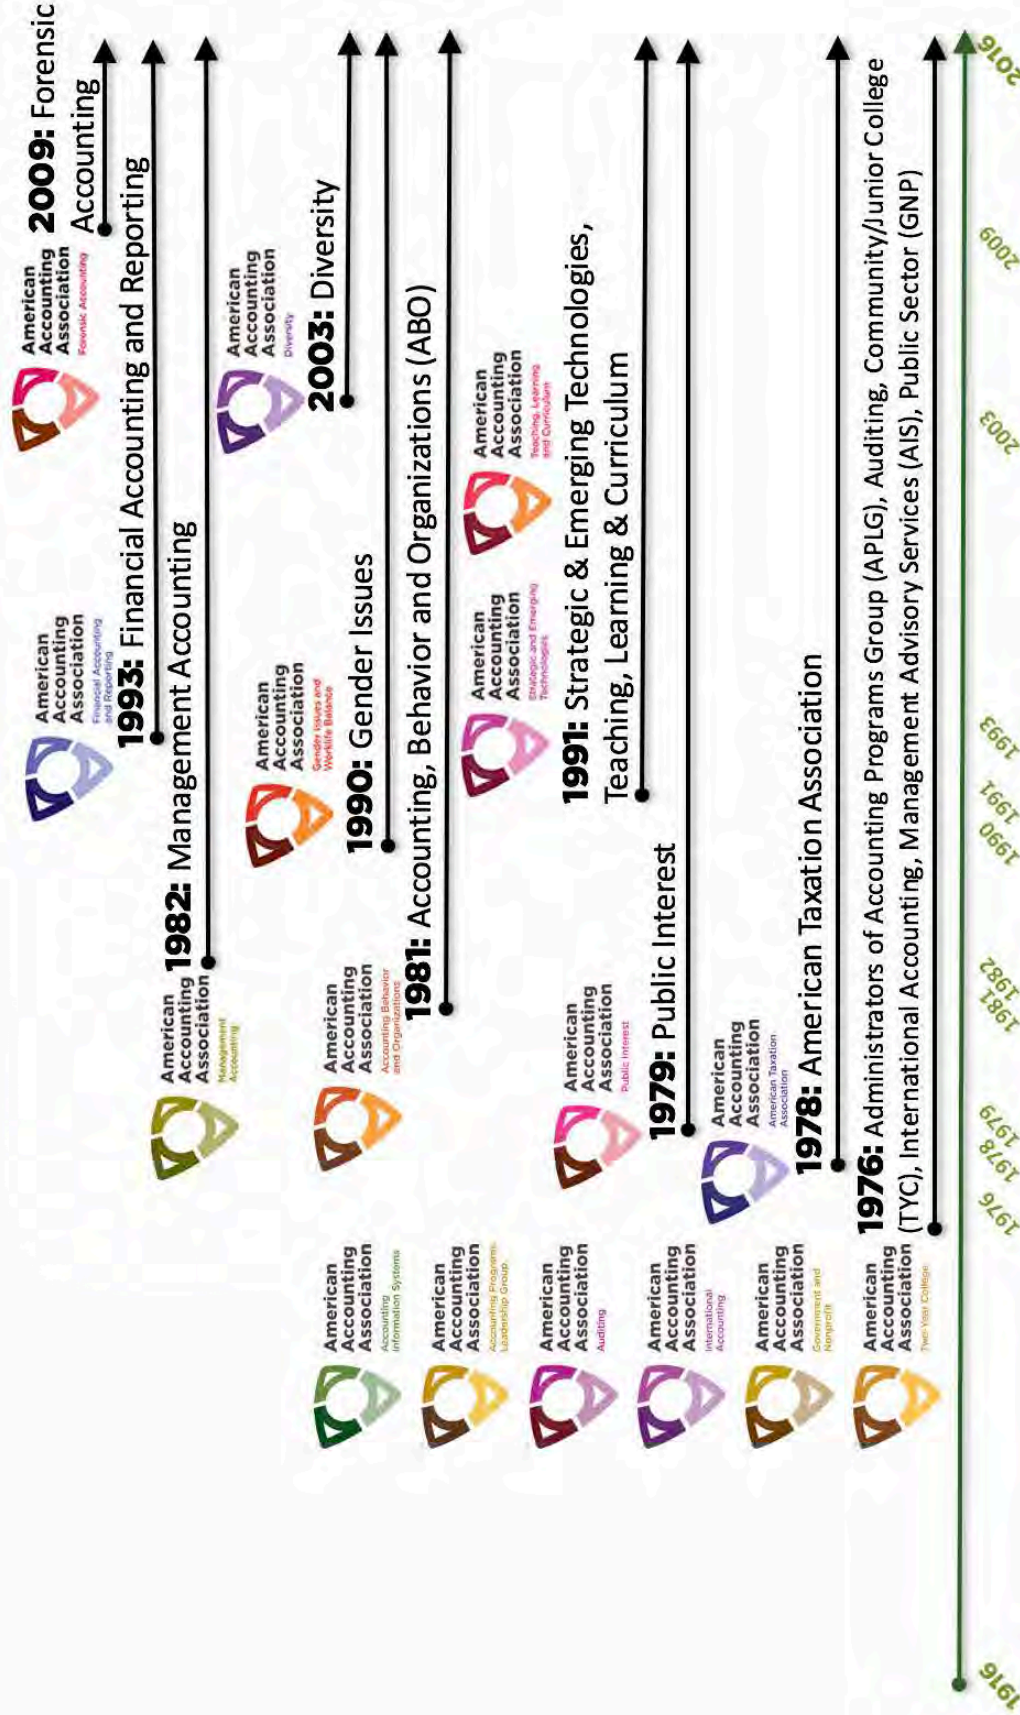 2009: Forensic
Accounting
American
Accounting
Association
Forensic Accounting
1993: Financial Accounting and Reporting
American
Accounting
Association
Financial Accounting
and Reporting
1982: Management Accounting
American
Accounting
Association
Management
Accounting
American
Accounting
Association
Diversity
2003: Diversity
American
Accounting
Association
Gender Issues and
Worklife Balance
1990: Gender Issues
American
Accounting
Association
Accounting Behavior
and Organizations
1981: Accounting, Behavior and Organizations (ABO)
American
Accounting
Association
Strategic and Emerging
Technologies
American
Accounting
Association
Teaching, Learning
and Curriculum
1991: Strategic & Emerging Technologies,
Teaching, Learning & Curriculum
American
Accounting
Association
Public Interest
1979: Public Interest
American
Accounting
Association
American Taxation
Association
1978: American Taxation Association
American
Accounting
Association
Accounting
Information Systems
American
Accounting
Association
Accounting Programs
Leadership Group
American
Accounting
Association
Auditing
American
Accounting
Association
International
Accounting
American
Accounting
Association
Government and
Nonprofit
American
Accounting
Association
Two-Year College
1976: Administrators of Accounting Programs Group (APLG), Auditing, Community/Junior College
(TYC), International Accounting, Management Advisory Services (AIS), Public Sector (GNP)
1916
1976
1978
1979
1981
1982
1990
1991
1993
2003
2009
2016